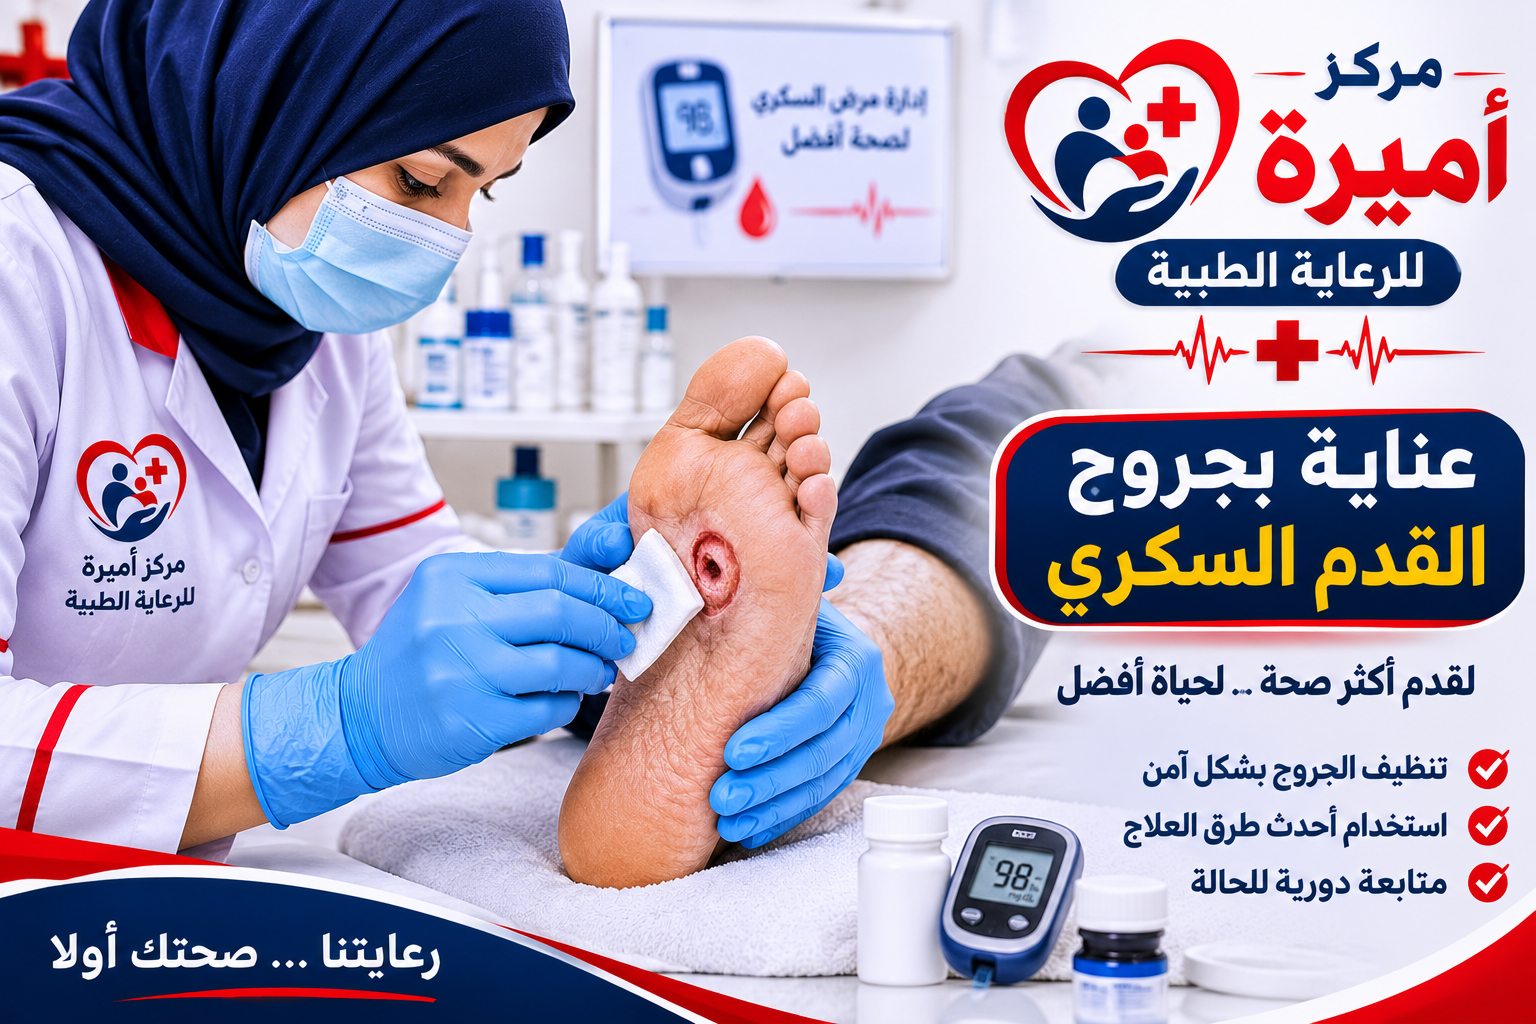 مركز
أميرة
للرعاية الطبية
عناية بجروح
القدم السكري
لقدم أكثر صحة .. لحياة أفضل
تنظيف الجروح بشكل آمن
استخدام أحدث طرق العلاج
متابعة دورية للحالة
إدارة مرض السكري
لصحة أفضل
98
مركز أميرة
للرعاية الطبية
98
mg/dL
رعايتنا ... صحتك أولا